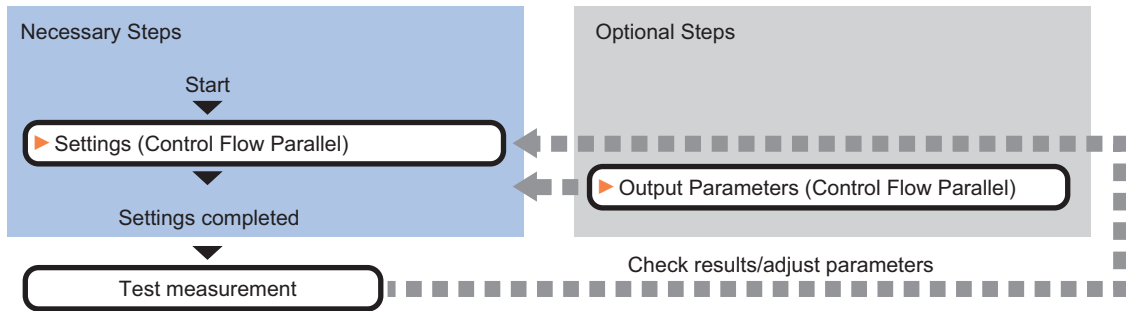 Necessary Steps
Optional Steps
Start
Settings (Control Flow Parallel)
Output Parameters (Control Flow Parallel)
Settings completed
Check results/adjust parameters
Test measurement